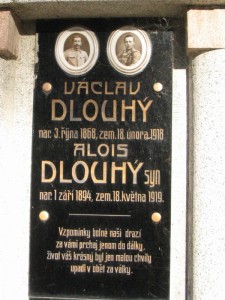 VÁCLAV
DLOUHÝ
nar. 3. října 1868, zem. 18. února 1918.
ALOIS
DLOUHÝ syn
nar. 1 září 1894, zem. 18. května 1919.
Vzpomínky bolné naši drazí
za vámi prchaj jenom do dálky,
život váš krásný byl jen malou chvíly
upadl v oběť za války.